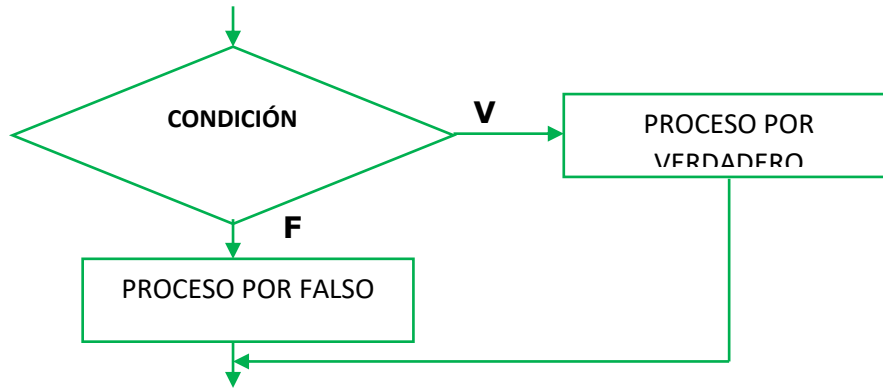 CONDICIÓN
V
PROCESO POR
VERDADERO
F
PROCESO POR FALSO